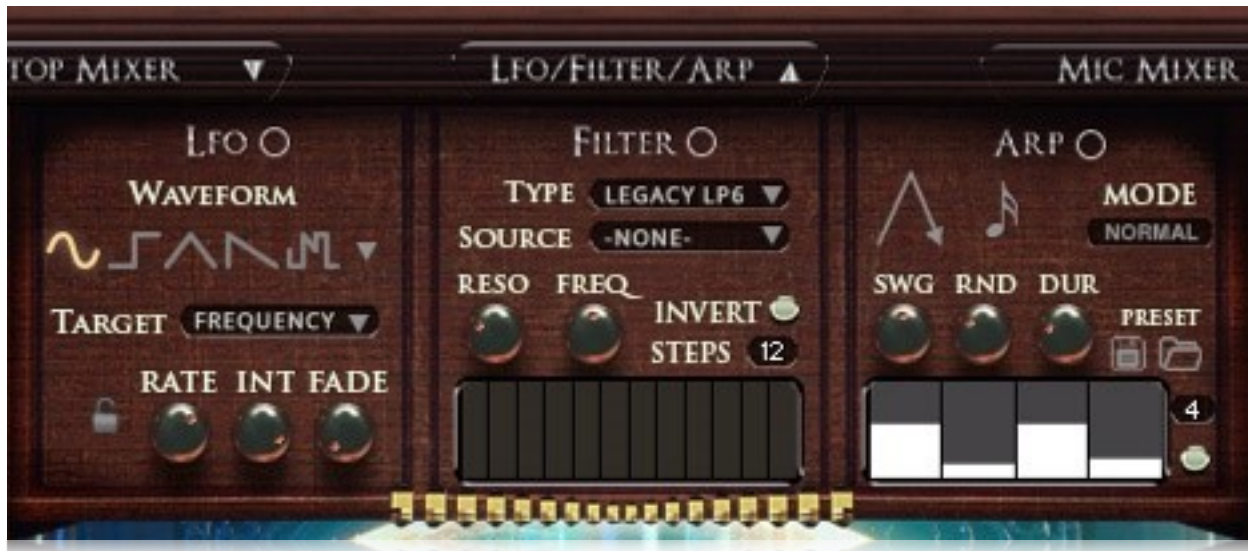 TOP MIXER ▼
LFO/FILTER/ARP ▲
MIC MIXER
LFO
WAVEFORM
TARGET FREQUENCY ▼
RATE INT FADE
FILTER
TYPE LEGACY LP6 ▼
SOURCE -NONE- ▼
RESO FREQ
INVERT
STEPS 12
ARP
MODE
NORMAL
SWG RND DUR
PRESET
4